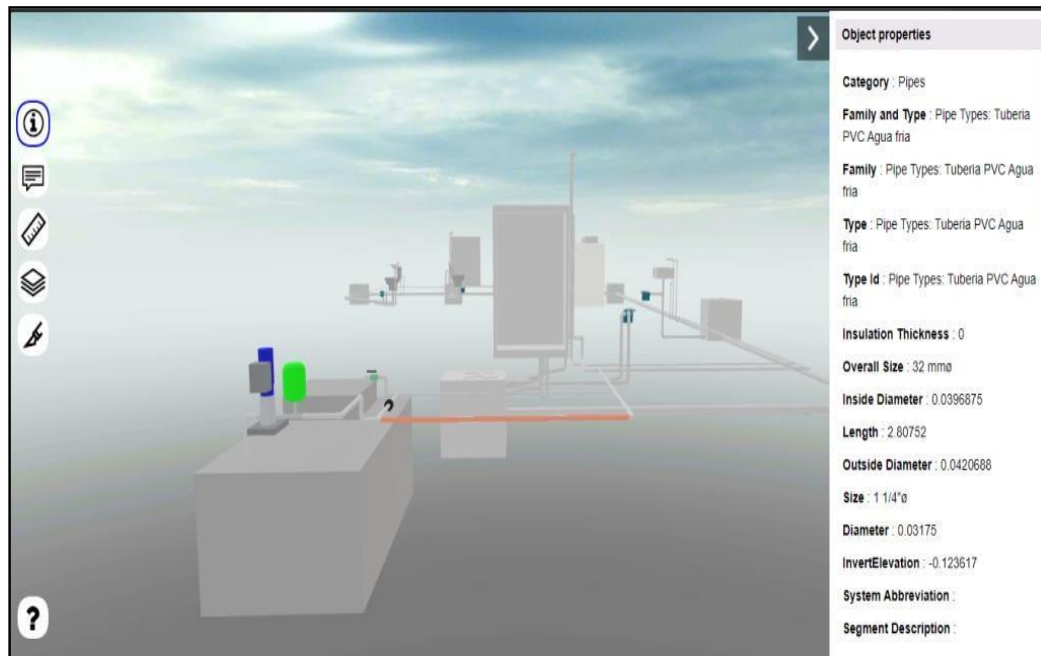 Object properties
Category : Pipes
Family and Type : Pipe Types: Tuberia
PVC Agua fria
Family : Pipe Types: Tuberia PVC Agua
fria
Type : Pipe Types: Tuberia PVC Agua
fria
Type Id : Pipe Types: Tuberia PVC Agua
fria
Insulation Thickness : 0
Overall Size : 32 mmø
Inside Diameter : 0.0396875
Length : 2.80752
Outside Diameter : 0.0420688
Size : 1 1/4"ø
Diameter : 0.03175
InvertElevation : -0.123617
System Abbreviation :
Segment Description :
?